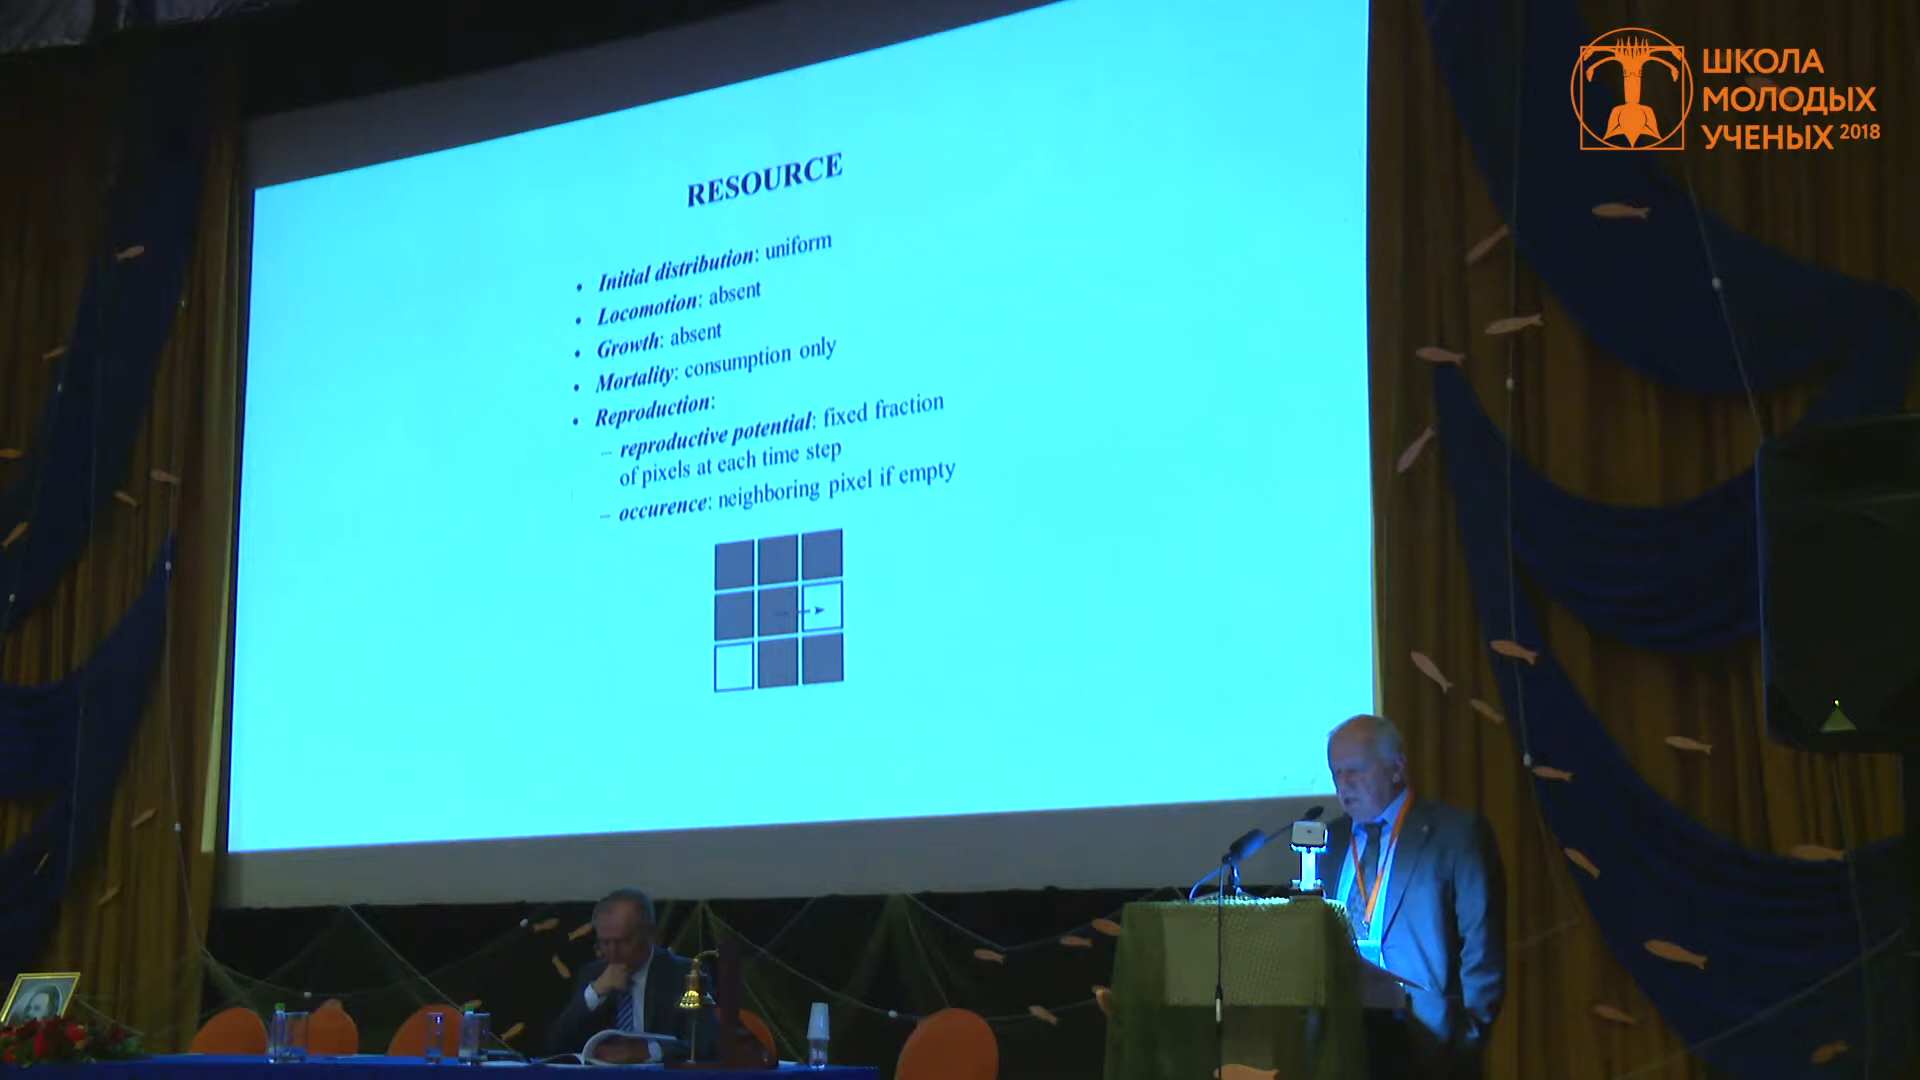 RESOURCE
• Initial distribution: uniform
• Locomotion: absent
• Growth: absent
• Mortality: consumption only
• Reproduction:
– reproductive potential: fixed fraction
of pixels at each time step
– occurence: neighboring pixel if empty
ШКОЛА
МОЛОДЫХ
УЧЕНЫХ 2018